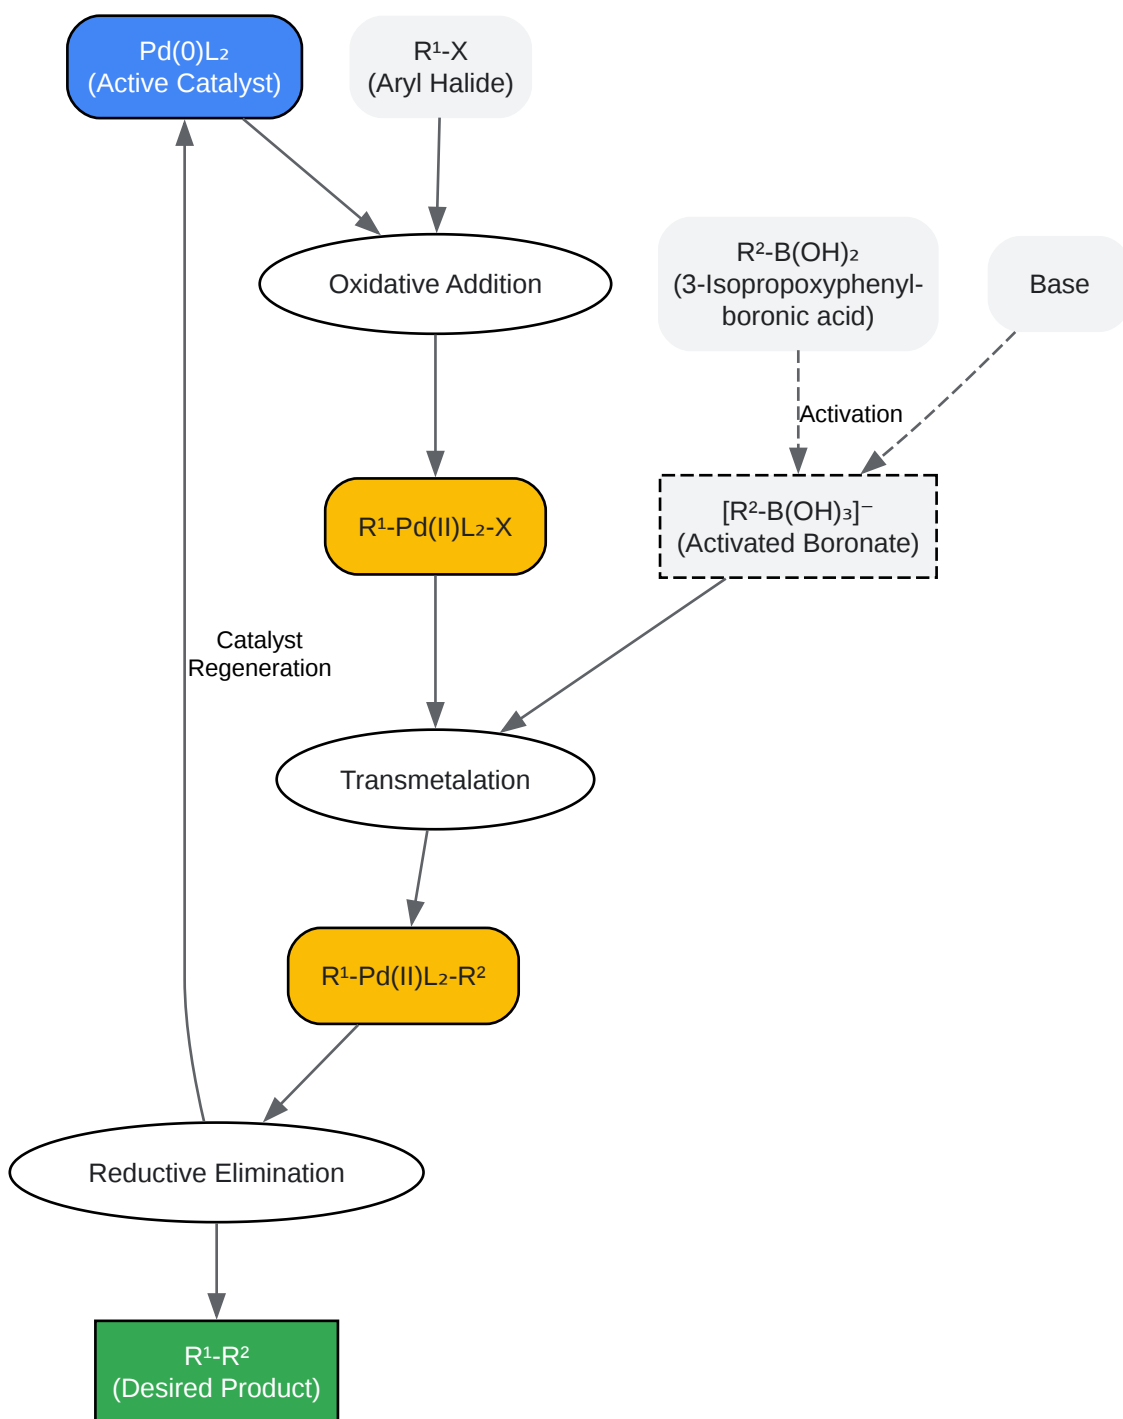 Pd(0)L₂
(Active Catalyst)
R¹-X
(Aryl Halide)
Oxidative Addition
R²-B(OH)₂
(3-Isopropoxyphenyl-
boronic acid)
Base
Activation
R¹-Pd(II)L₂-X
[R²-B(OH)₃]⁻
(Activated Boronate)
Catalyst
Regeneration
Transmetalation
R¹-Pd(II)L₂-R²
Reductive Elimination
R¹-R²
(Desired Product)